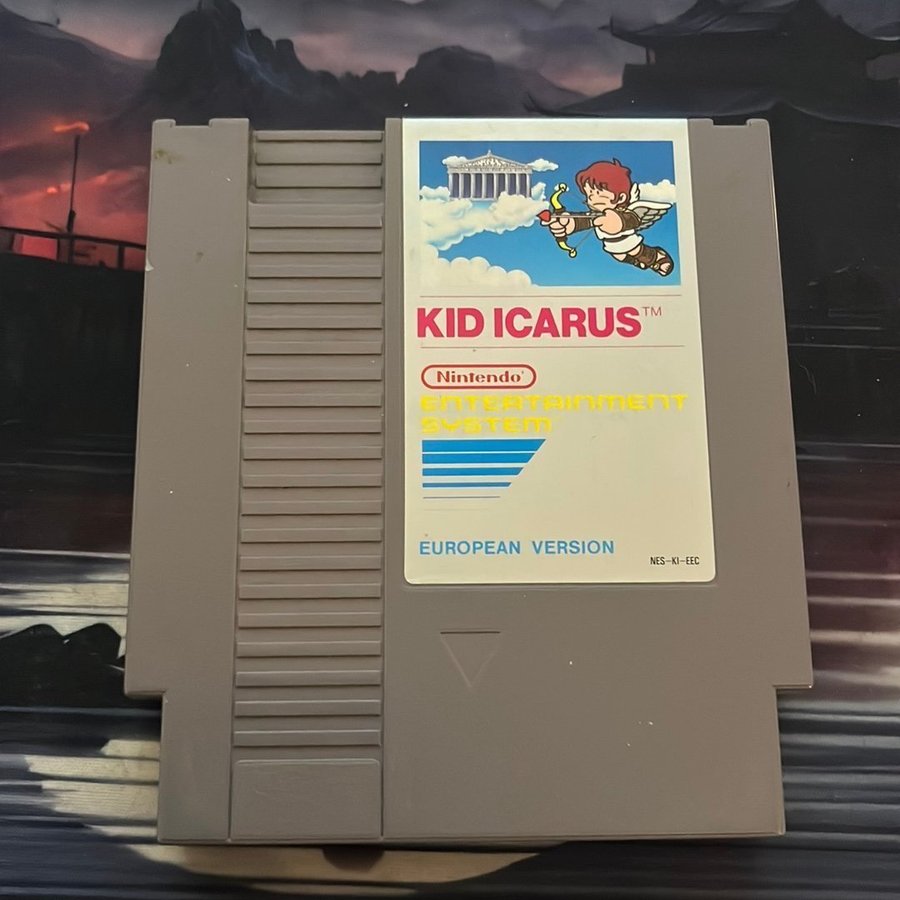 KID ICARUS™
Nintendo®
ENTERTAINMENT
SYSTEM
EUROPEAN VERSION
NES-KI-EEC